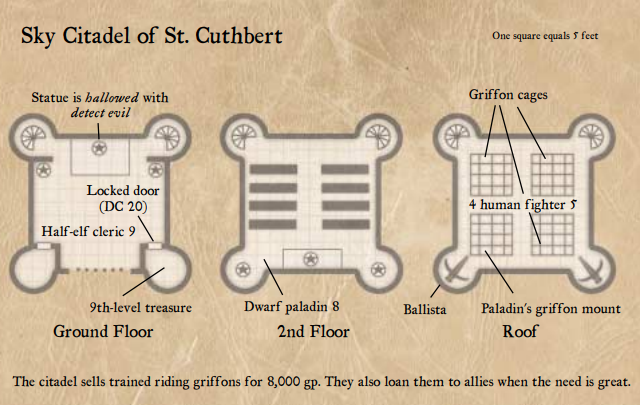 Sky Citadel of St. Cuthbert
One square equals 5 feet
Statue is hallowed with
detect evil
Griffon cages
Locked door
(DC 20)
4 human fighter 5
Half-elf cleric 9
9th-level treasure
Dwarf paladin 8
Ballista
Paladin's griffon mount
Ground Floor
2nd Floor
Roof
The citadel sells trained riding griffons for 8,000 gp. They also loan them to allies when the need is great.